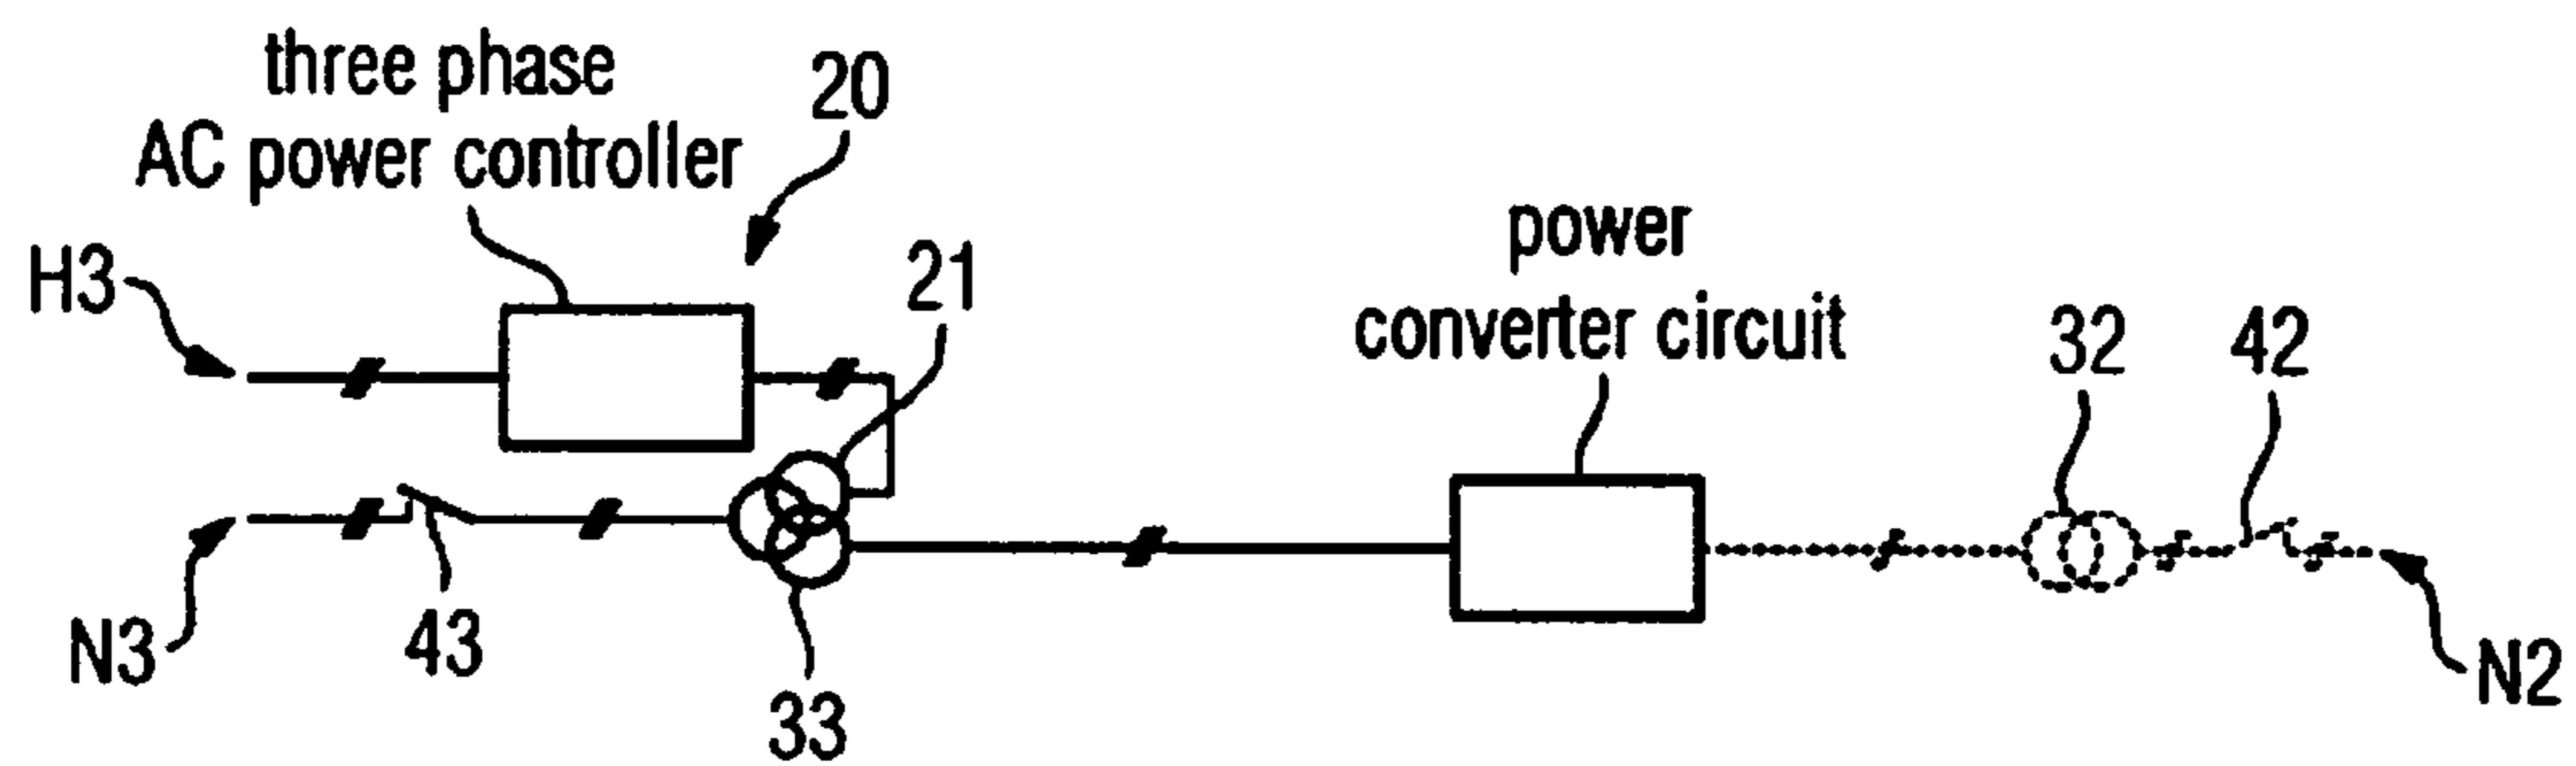 three phase
AC power controller
20
H3
21
power
converter circuit
32
42
N3
43
33
N2